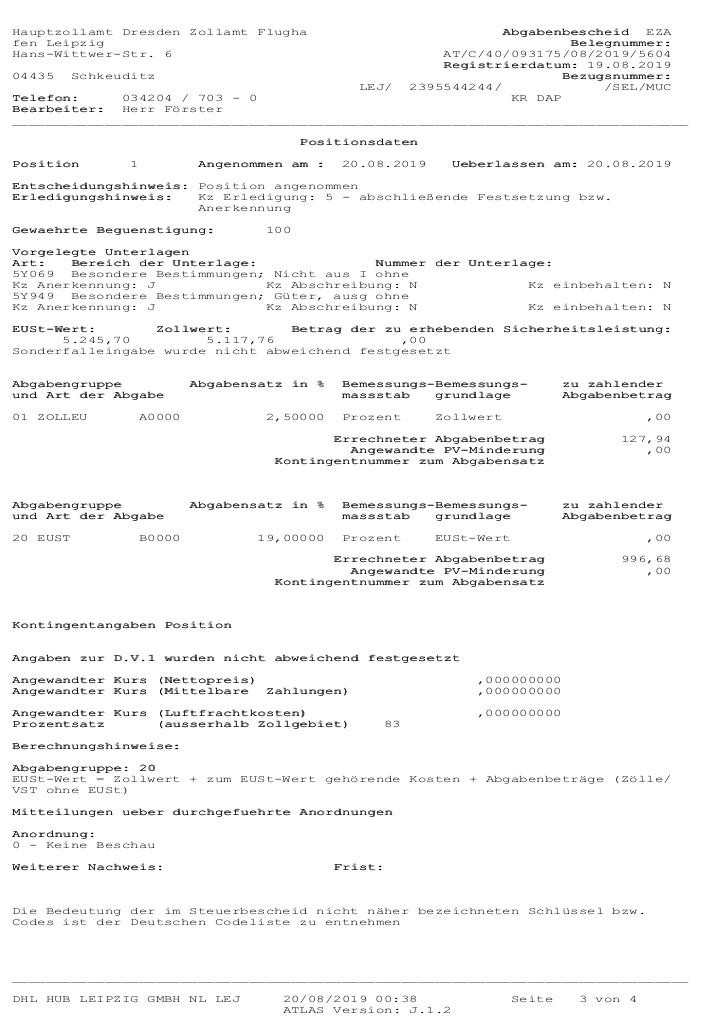 Hauptzollamt Dresden Zollamt Flugha Abgabenbescheid EZA
fen Leipzig Belegnummer:
Hans-Wittwer-Str. 6 AT/C/40/093175/08/2019/5604
Registrierdatum: 19.08.2019
04435 Schkeuditz Bezugsnummer:
LEJ/ 2395544244/ /SEL/MUC
Telefon: 034204 / 703 - 0 KR DAP
Bearbeiter: Herr Förster
Positionsdaten
Position 1 Angenommen am : 20.08.2019 Ueberlassen am: 20.08.2019
Entscheidungshinweis: Position angenommen
Erledigungshinweis: Kz Erledigung: 5 - abschließende Festsetzung bzw.
Anerkennung
Gewaehrte Beguenstigung: 100
Vorgelegte Unterlagen
Art: Bereich der Unterlage: Nummer der Unterlage:
5Y069 Besondere Bestimmungen; Nicht aus I ohne
Kz Anerkennung: J Kz Abschreibung: N Kz einbehalten: N
5Y949 Besondere Bestimmungen; Güter, ausg ohne
Kz Anerkennung: J Kz Abschreibung: N Kz einbehalten: N
EUSt-Wert: Zollwert: Betrag der zu erhebenden Sicherheitsleistung:
5.245,70 5.117,76 ,00
Sonderfalleingabe wurde nicht abweichend festgesetzt
Abgabengruppe Abgabensatz in % Bemessungs-Bemessungs- zu zahlender
und Art der Abgabe massstab grundlage Abgabenbetrag
01 ZOLLEU A0000 2,50000 Prozent Zollwert ,00
Errechneter Abgabenbetrag 127,94
Angewandte PV-Minderung ,00
Kontingentnummer zum Abgabensatz
Abgabengruppe Abgabensatz in % Bemessungs-Bemessungs- zu zahlender
und Art der Abgabe massstab grundlage Abgabenbetrag
20 EUST B0000 19,00000 Prozent EUSt-Wert ,00
Errechneter Abgabenbetrag 996,68
Angewandte PV-Minderung ,00
Kontingentnummer zum Abgabensatz
Kontingentangaben Position
Angaben zur D.V.1 wurden nicht abweichend festgesetzt
Angewandter Kurs (Nettopreis) ,000000000
Angewandter Kurs (Mittelbare Zahlungen) ,000000000
Angewandter Kurs (Luftfrachtkosten) ,000000000
Prozentsatz (ausserhalb Zollgebiet) 83
Berechnungshinweise:
Abgabengruppe: 20
EUSt-Wert = Zollwert + zum EUSt-Wert gehörende Kosten + Abgabenbeträge (Zölle/
VST ohne EUSt)
Mitteilungen ueber durchgefuehrte Anordnungen
Anordnung:
0 - Keine Beschau
Weiterer Nachweis: Frist:
Die Bedeutung der im Steuerbescheid nicht näher bezeichneten Schlüssel bzw.
Codes ist der Deutschen Codeliste zu entnehmen
DHL HUB LEIPZIG GMBH NL LEJ 20/08/2019 00:38 Seite 3 von 4
ATLAS Version: J.1.2